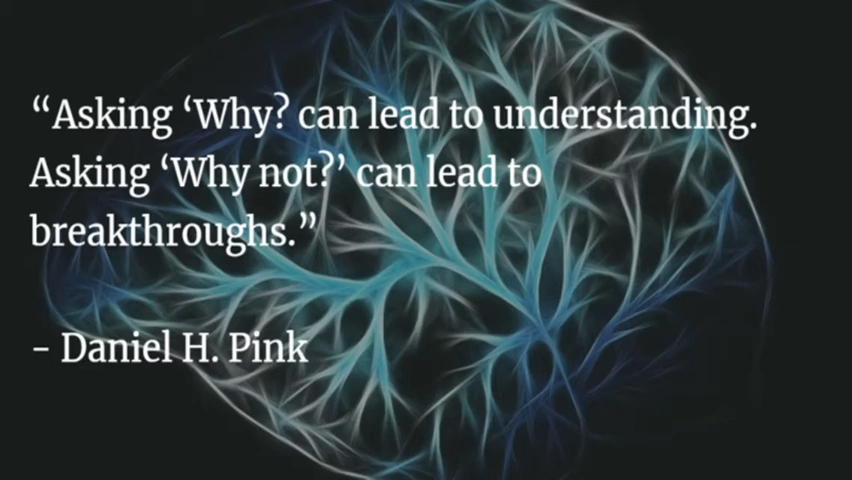 “Asking ‘Why? can lead to understanding.
Asking ‘Why not?’ can lead to
breakthroughs.”
– Daniel H. Pink